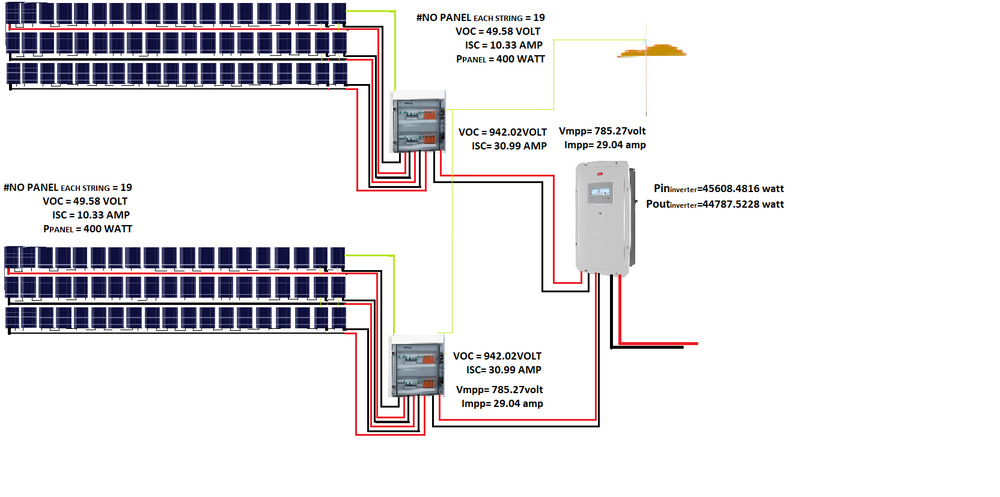 #NO PANEL EACH STRING = 19
VOC = 49.58 VOLT
ISC = 10.33 AMP
PPANEL = 400 WATT
VOC = 942.02VOLT
ISC= 30.99 AMP
Vmpp= 785.27volt
Impp= 29.04 amp
#NO PANEL EACH STRING = 19
VOC = 49.58 VOLT
ISC = 10.33 AMP
PPANEL = 400 WATT
Pininverter=45608.4816 watt
Poutinverter=44787.5228 watt
VOC = 942.02VOLT
ISC= 30.99 AMP
Vmpp= 785.27volt
Impp= 29.04 amp